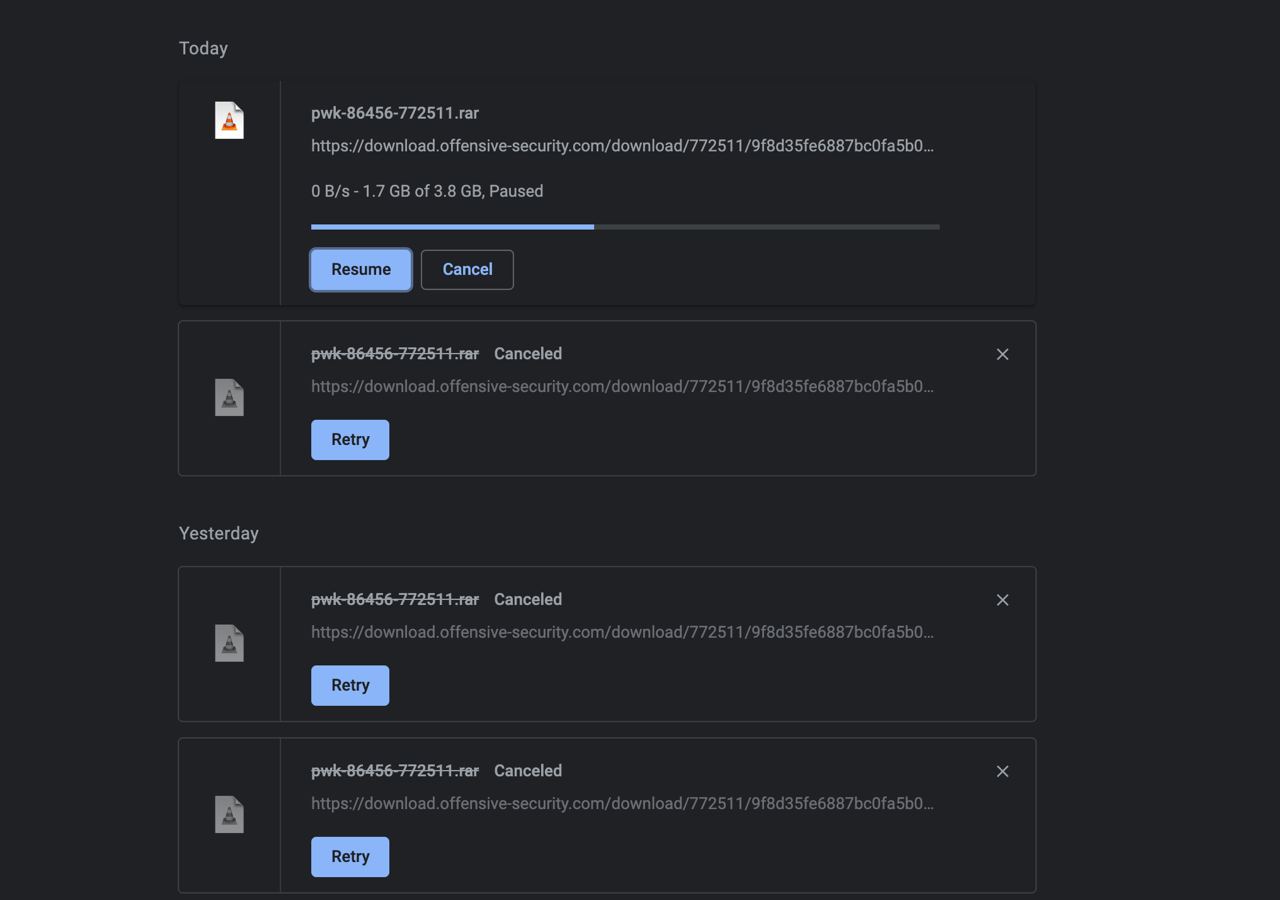 Today
pwk-86456-772511.rar
https://download.offensive-security.com/download/772511/9f8d35fe6887bc0fa5b0…
0 B/s - 1.7 GB of 3.8 GB, Paused
Resume Cancel
pwk-86456-772511.rar Canceled
https://download.offensive-security.com/download/772511/9f8d35fe6887bc0fa5b0…
Retry
Yesterday
pwk-86456-772511.rar Canceled
https://download.offensive-security.com/download/772511/9f8d35fe6887bc0fa5b0…
Retry
pwk-86456-772511.rar Canceled
https://download.offensive-security.com/download/772511/9f8d35fe6887bc0fa5b0…
Retry